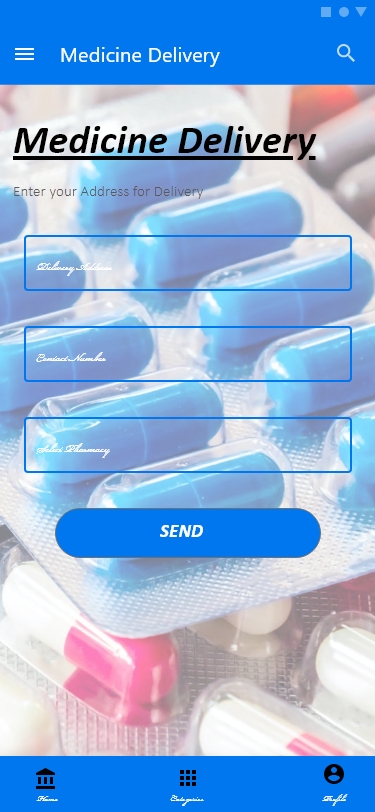 Medicine Delivery
Medicine Delivery
Enter your Address for Delivery
Delivery Address
Contact Number
Select Pharmacy
SEND
Home
Categories
Profile